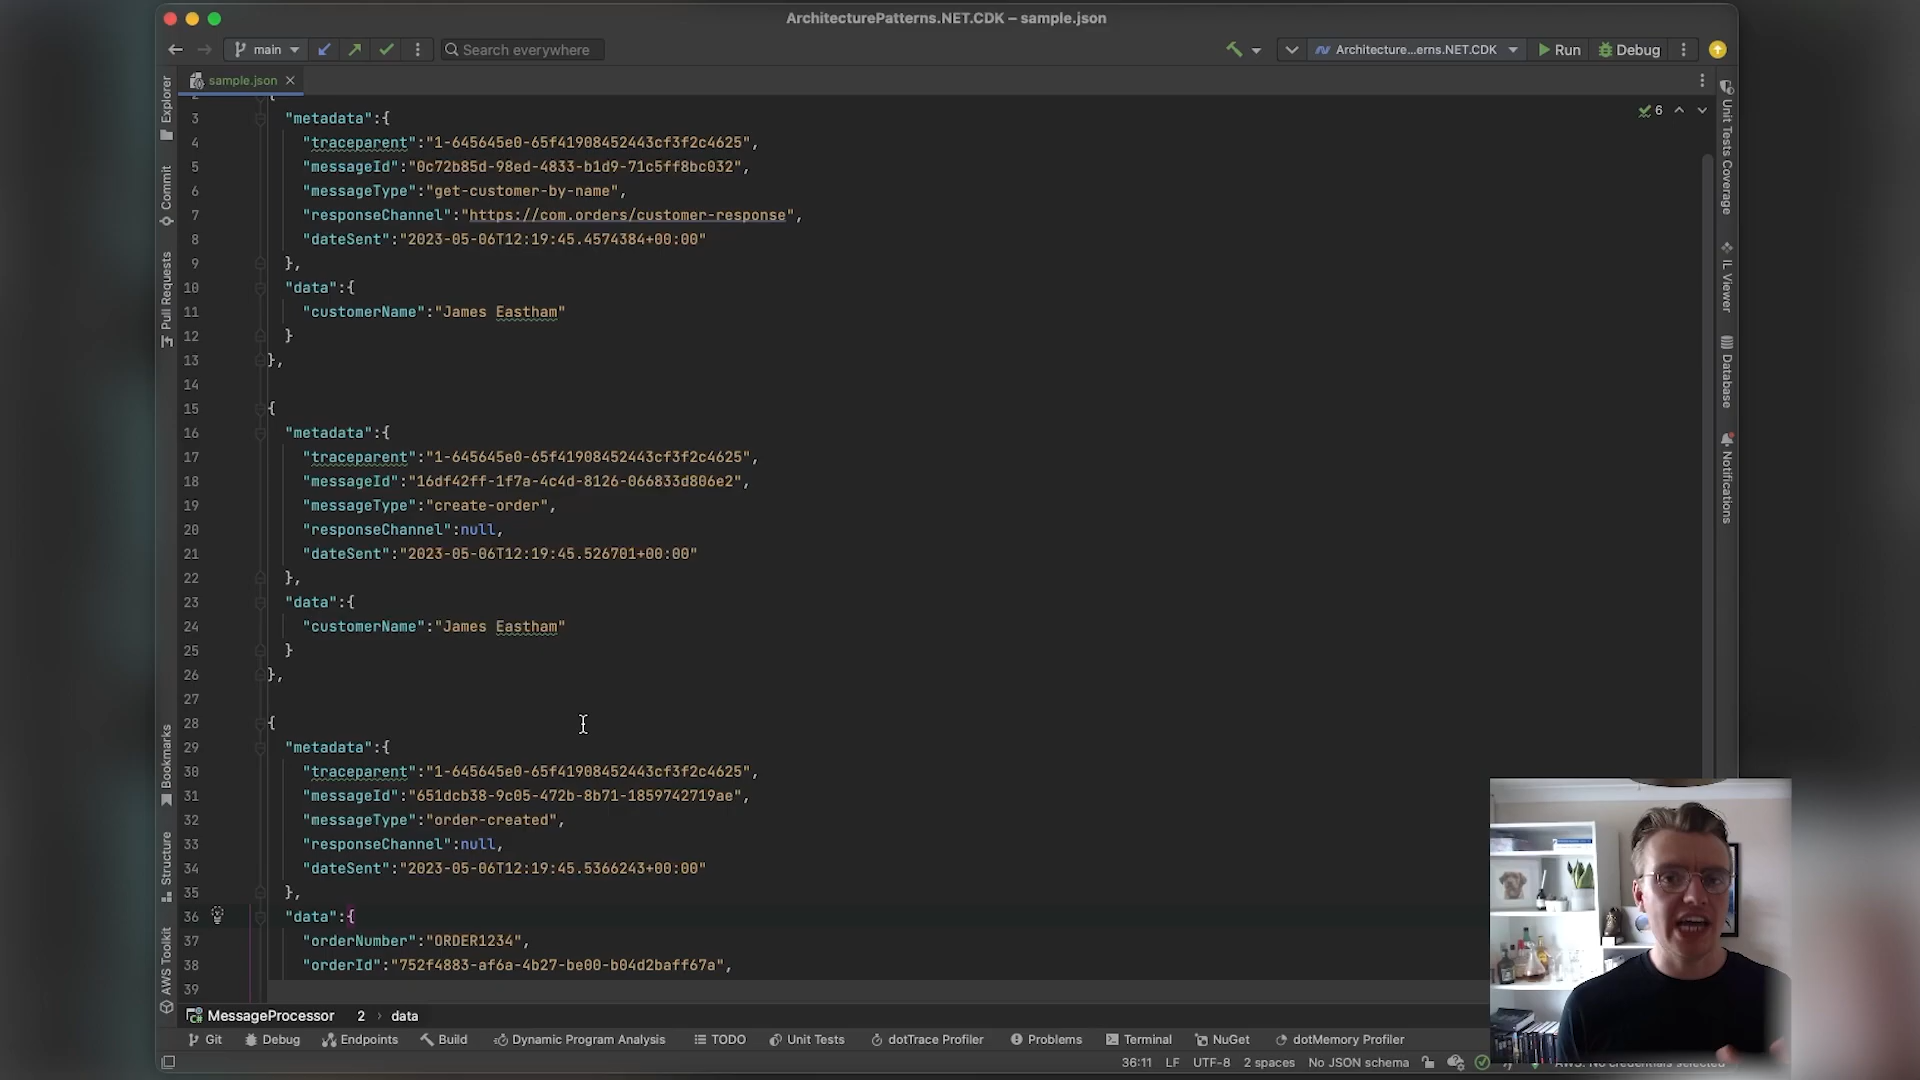 ArchitecturePatterns.NET.CDK – sample.json
main
Search everywhere
Architecture...erns.NET.CDK
Run
Debug
sample.json
6
Explorer
Commit
Pull Requests
Bookmarks
Structure
AWS Toolkit
Unit Tests Coverage
IL Viewer
Database
Notifications
2 {
3 "metadata":{
4 "traceparent":"1-645645e0-65f41908452443cf3f2c4625",
5 "messageId":"0c72b85d-98ed-4833-b1d9-71c5ff8bc032",
6 "messageType":"get-customer-by-name",
7 "responseChannel":"https://com.orders/customer-response",
8 "dateSent":"2023-05-06T12:19:45.4574384+00:00"
9 },
10 "data":{
11 "customerName":"James Eastham"
12 }
13 },
14
15 {
16 "metadata":{
17 "traceparent":"1-645645e0-65f41908452443cf3f2c4625",
18 "messageId":"16df42ff-1f7a-4c4d-8126-066833d806e2",
19 "messageType":"create-order",
20 "responseChannel":null,
21 "dateSent":"2023-05-06T12:19:45.526701+00:00"
22 },
23 "data":{
24 "customerName":"James Eastham"
25 }
26 },
27
28 {
29 "metadata":{
30 "traceparent":"1-645645e0-65f41908452443cf3f2c4625",
31 "messageId":"651dcb38-9c05-472b-8b71-1859742719ae",
32 "messageType":"order-created",
33 "responseChannel":null,
34 "dateSent":"2023-05-06T12:19:45.5366243+00:00"
35 },
36 "data":{
37 "orderNumber":"ORDER1234",
38 "orderId":"752f4883-af6a-4b27-be00-b04d2baff67a",
39
MessageProcessor 2 › data
Git Debug Endpoints Build Dynamic Program Analysis TODO Unit Tests dotTrace Profiler Problems Terminal NuGet dotMemory Profiler
36:11 LF UTF-8 2 spaces No JSON schema AWS: No credentials selected